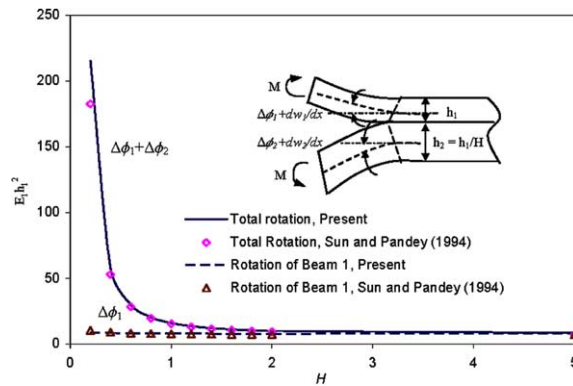 250
200
150
100
50
0
E₁h₁²
Δϕ₁+Δϕ₂
Δϕ₁
M
Δϕ₁+dw₁/dx
h₁
Δϕ₂+dw₂/dx
h₂ = h₁/H
M
Total rotation, Present
Total Rotation, Sun and Pandey (1994)
Rotation of Beam 1, Present
Rotation of Beam 1, Sun and Pandey (1994)
0 1 2 3 4 5
H